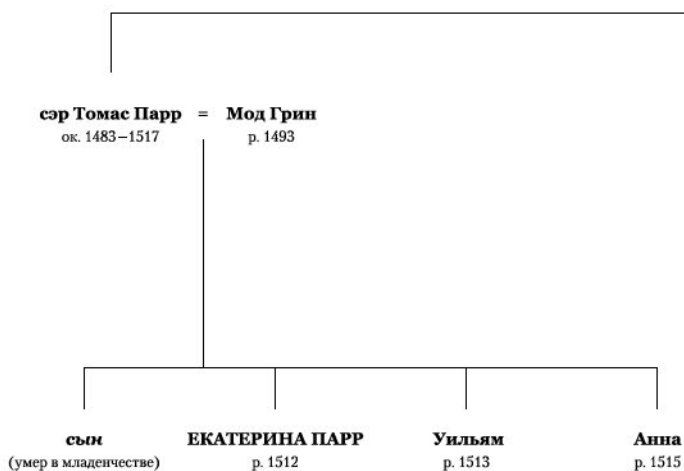 сэр Томас Парр = Мод Грин
ок. 1483–1517 р. 1493
сын ЕКАТЕРИНА ПАРР Уильям Анна
(умер в младенчестве) р. 1512 р. 1513 р. 1515